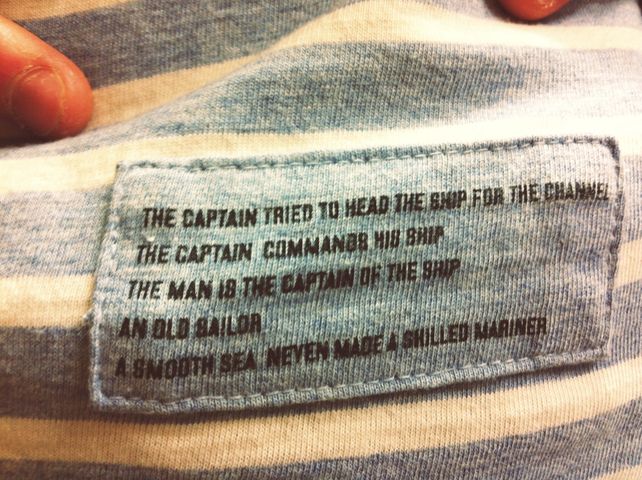 THE CAPTAIN TRIED TO HEAD THE SHIP FOR THE CHANNEL
THE CAPTAIN COMMANDS HIS SHIP
THE MAN IS THE CAPTAIN OF THE SHIP
AN OLD SAILOR
A SMOOTH SEA NEVEN MADE A SKILLED MARINER